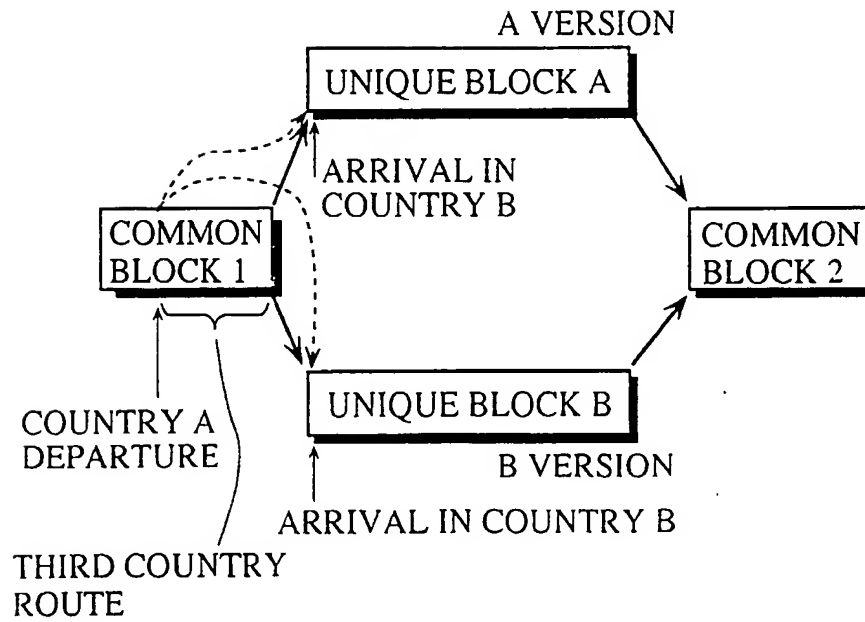 A VERSION
UNIQUE BLOCK A
ARRIVAL IN
COUNTRY B
COMMON
BLOCK 1
COMMON
BLOCK 2
UNIQUE BLOCK B
COUNTRY A
DEPARTURE
B VERSION
ARRIVAL IN COUNTRY B
THIRD COUNTRY
ROUTE